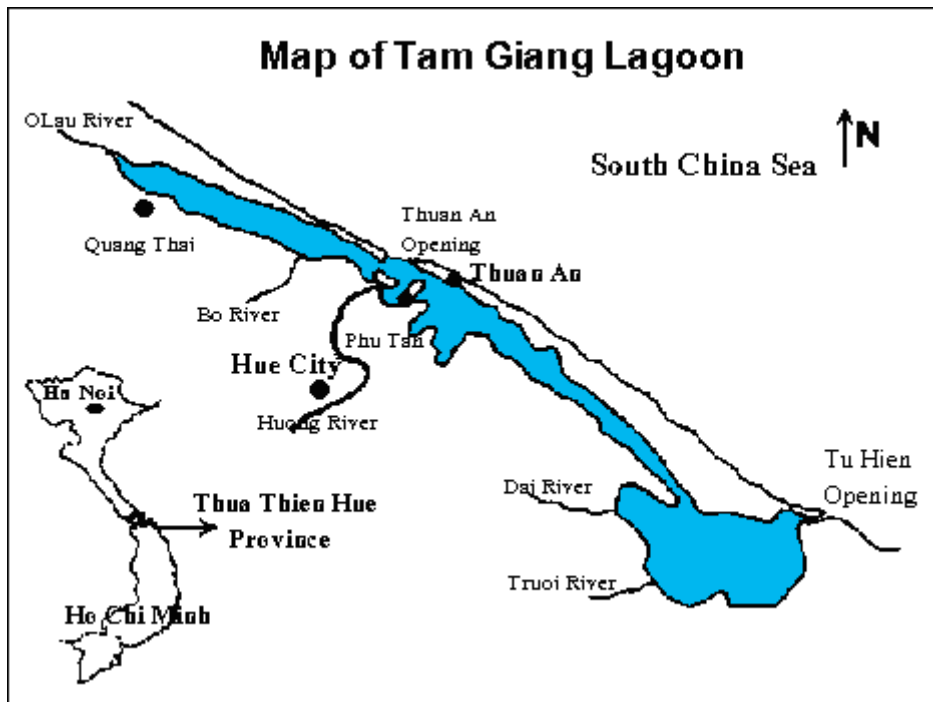 Map of Tam Giang Lagoon
OLau River
N
South China Sea
Thuan An
Opening
Thuan An
Quang Thai
Bo River
Phu Tan
Hue City
Huong River
Ha Noi
Tu Hien
Opening
Dai River
Thua Thien Hue
Province
Truoi River
Ho Chi Minh